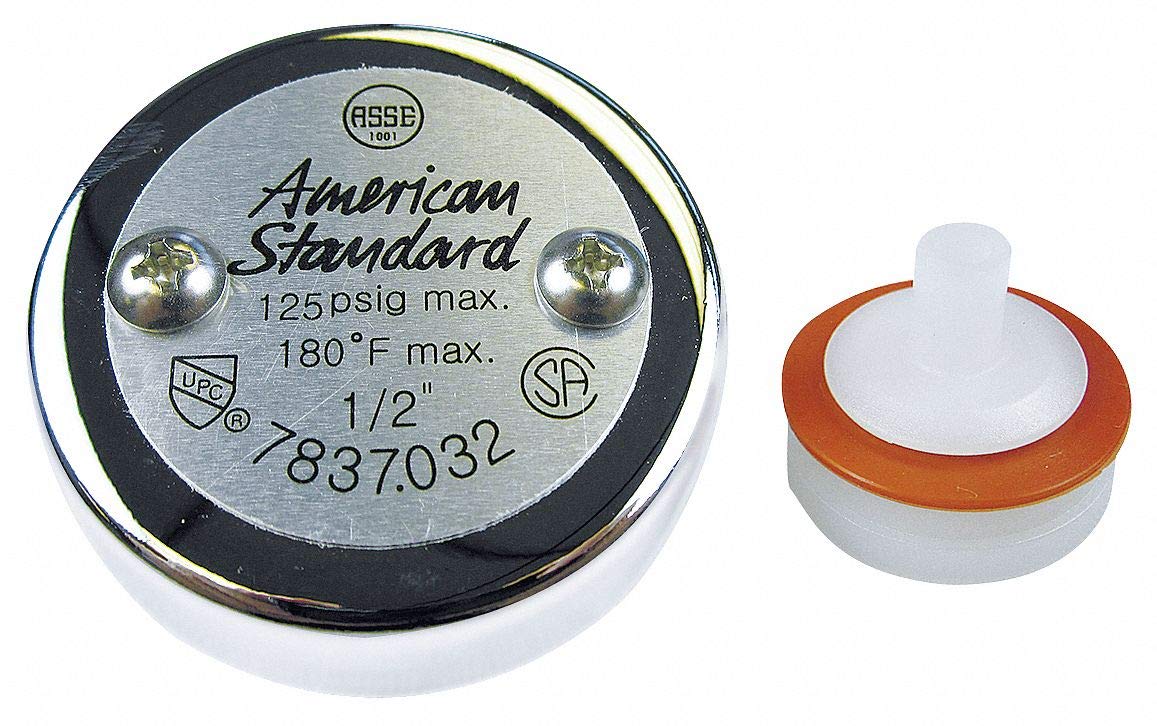 ASSE
1001
American
Standard
125psig max.
180°F max.
UPC
®
SA
1/2"
7837.032